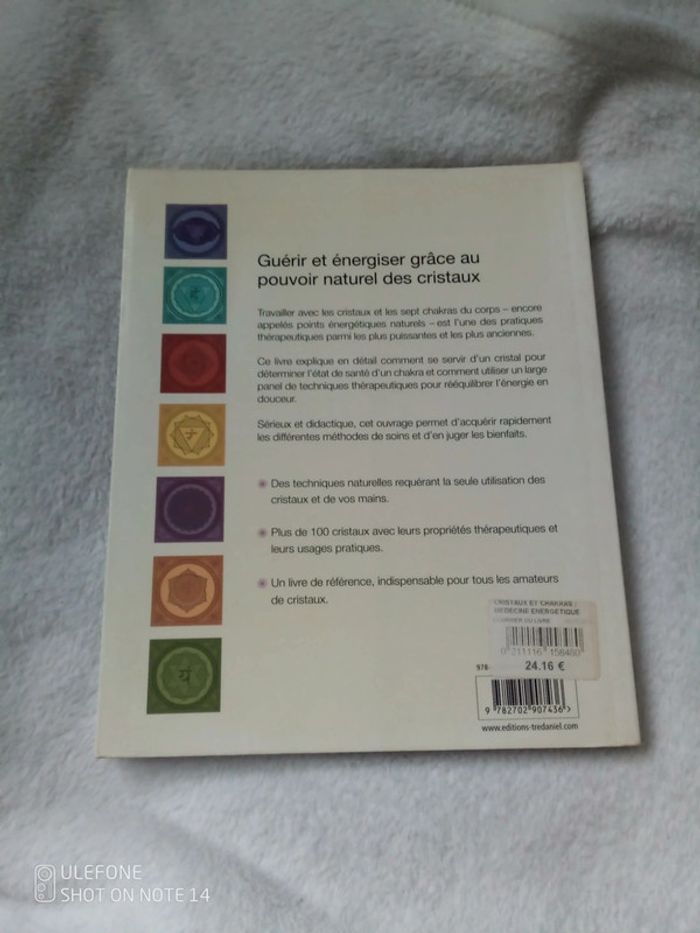 Guérir et énergiser grâce au
pouvoir naturel des cristaux
Travailler avec les cristaux et les sept chakras du corps – encore
appelés points énergétiques naturels – est l'une des pratiques
thérapeutiques parmi les plus puissantes et les plus anciennes.
Ce livre explique en détail comment se servir d'un cristal pour
déterminer l'état de santé d'un chakra et comment utiliser un large
panel de techniques thérapeutiques pour rééquilibrer l'énergie en
douceur.
Sérieux et didactique, cet ouvrage permet d'acquérir rapidement
les différentes méthodes de soins et d'en juger les bienfaits.
Des techniques naturelles requérant la seule utilisation des
cristaux et de vos mains.
Plus de 100 cristaux avec leurs propriétés thérapeutiques et
leurs usages pratiques.
Un livre de référence, indispensable pour tous les amateurs
de cristaux.
CRISTAUX ET CHAKRAS :
MEDECINE ENERGETIQUE
COURRIER DU LIVRE
0 211116 158480
24.16 €
978-
9 782702 907436 >
www.editions-tredaniel.com
यं
ULEFONE
SHOT ON NOTE 14